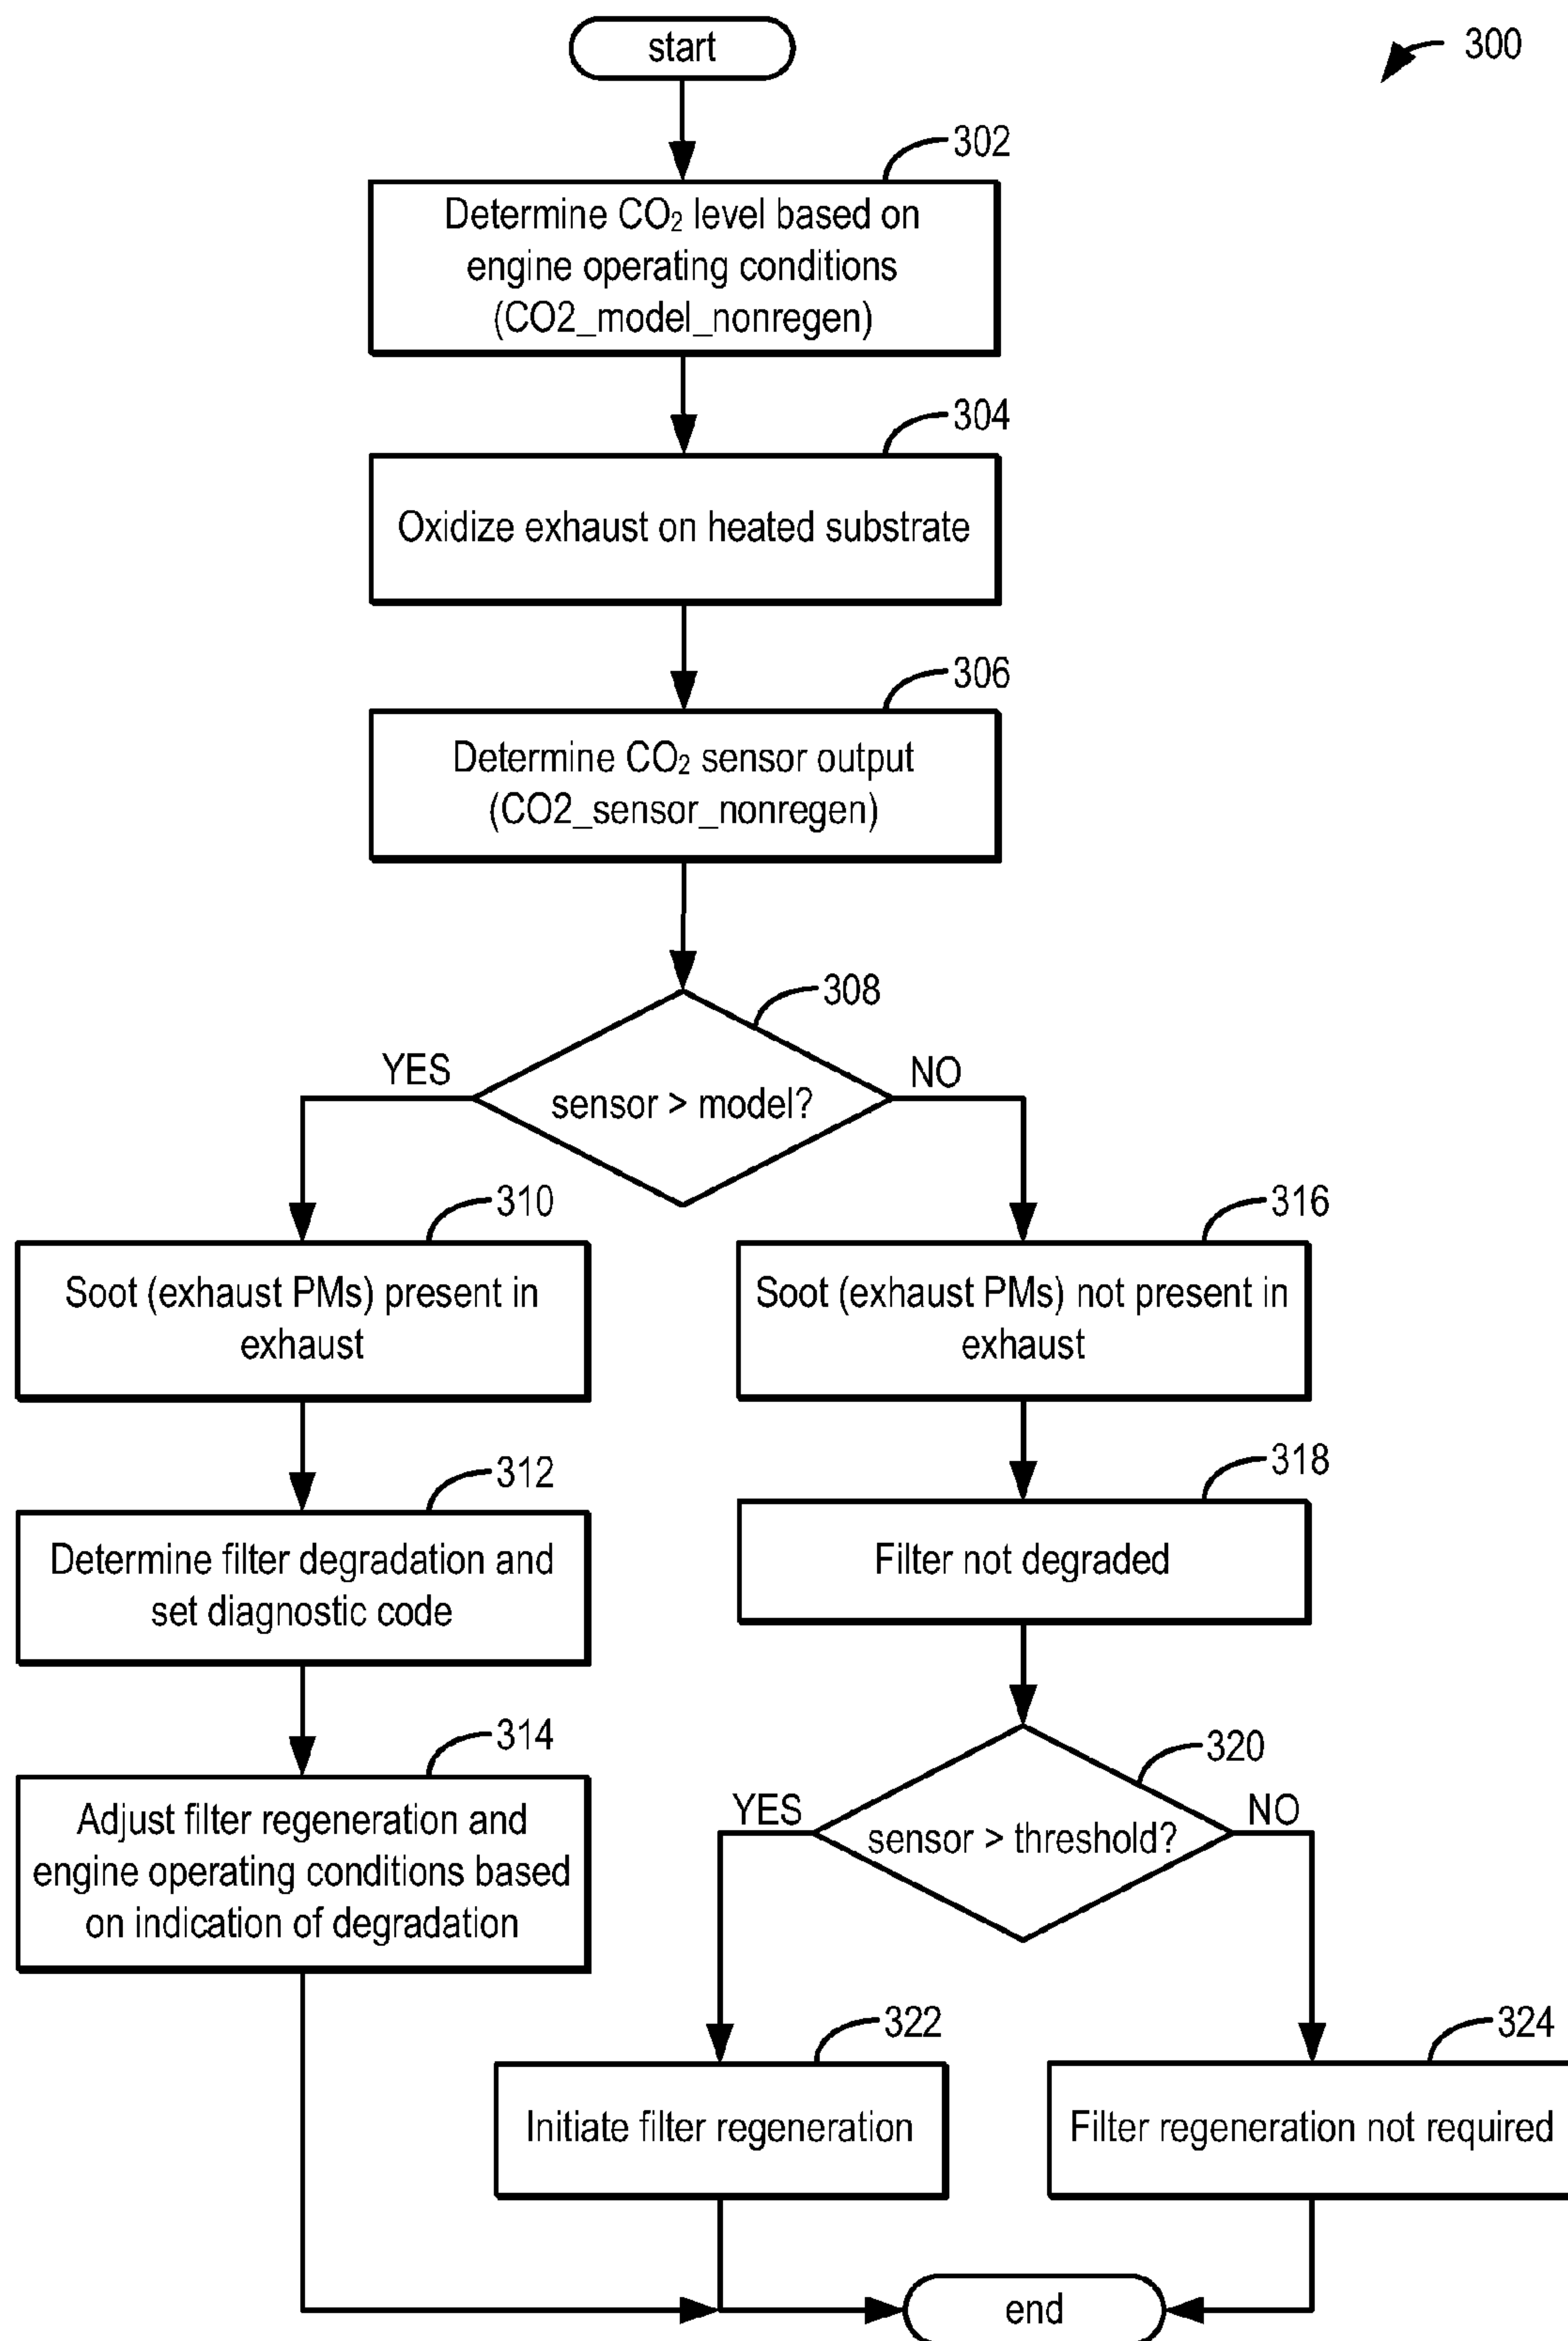 start
300
302
Determine CO₂ level based on
engine operating conditions
(CO2_model_nonregen)
304
Oxidize exhaust on heated substrate
306
Determine CO₂ sensor output
(CO2_sensor_nonregen)
308
sensor > model?
YES
NO
310
Soot (exhaust PMs) present in
exhaust
312
Determine filter degradation and
set diagnostic code
314
Adjust filter regeneration and
engine operating conditions based
on indication of degradation
316
Soot (exhaust PMs) not present in
exhaust
318
Filter not degraded
320
sensor > threshold?
YES
NO
322
Initiate filter regeneration
324
Filter regeneration not required
end